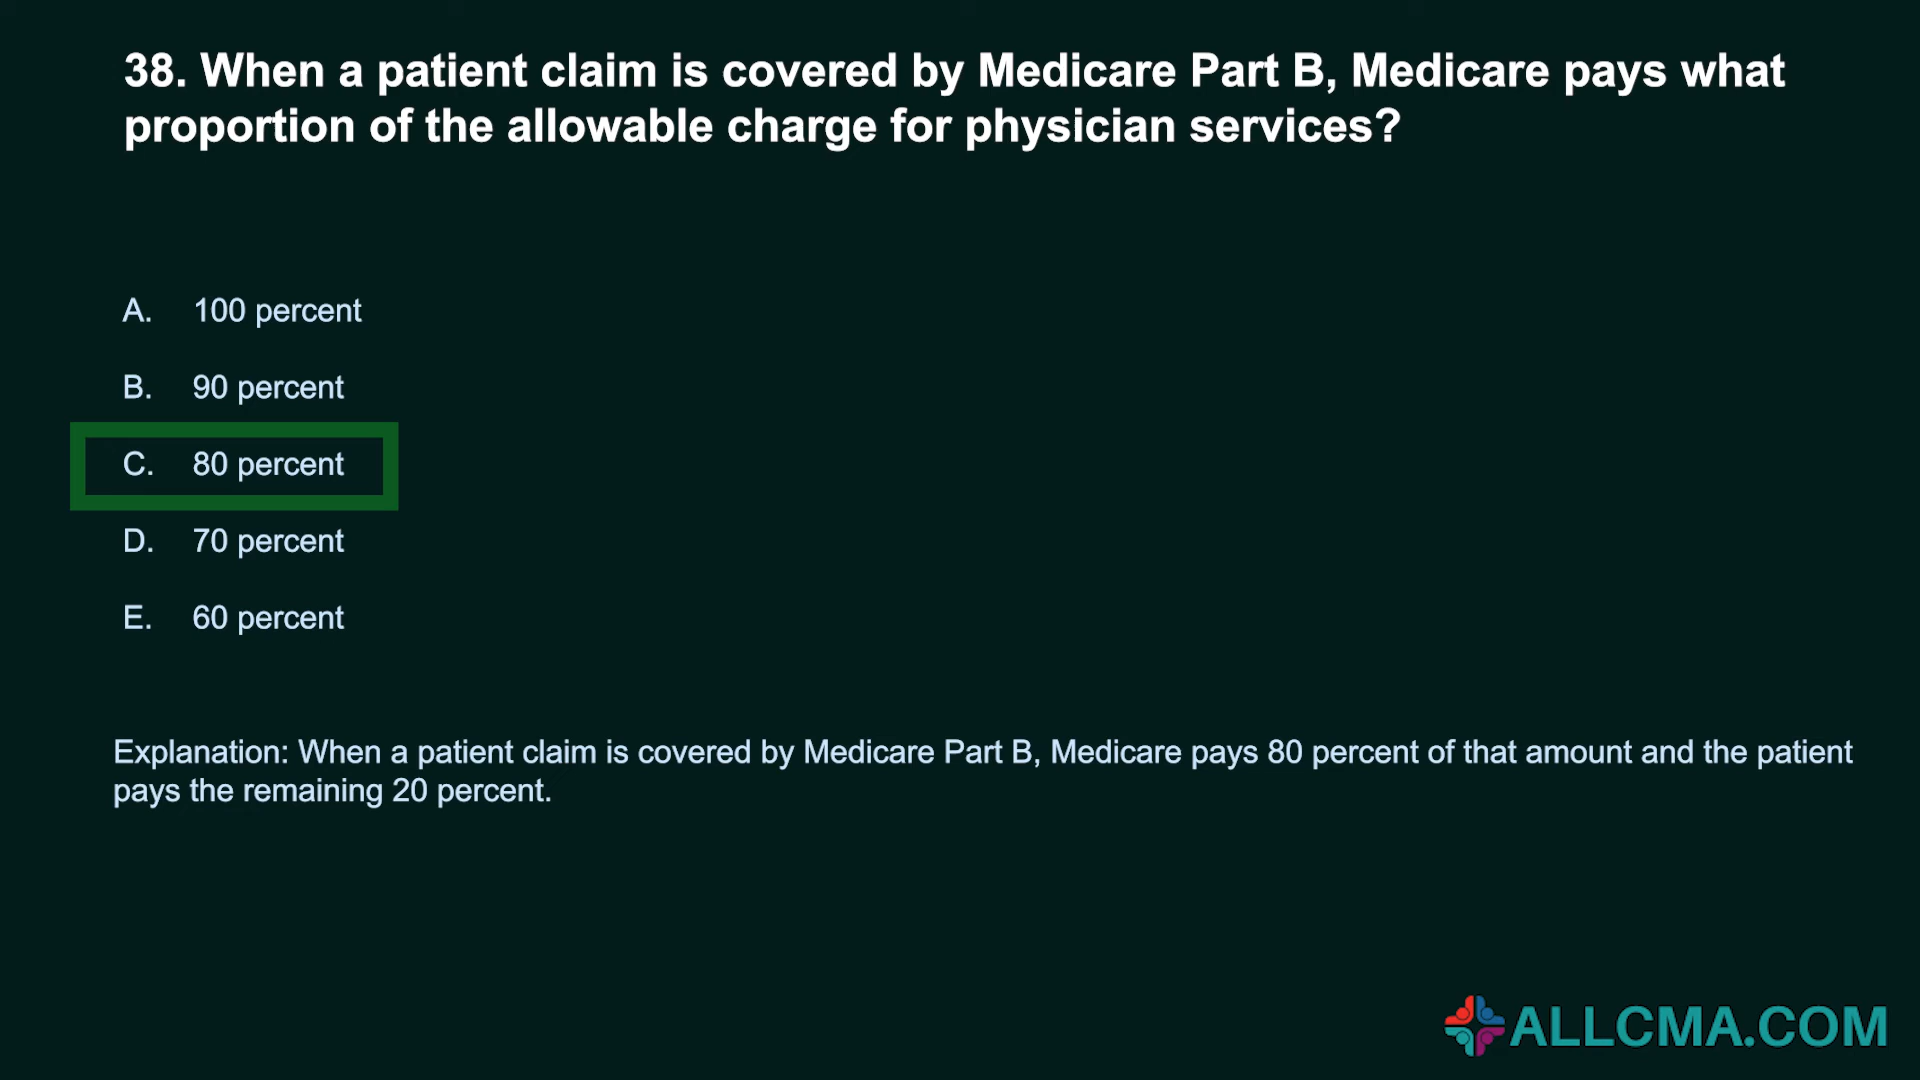 38. When a patient claim is covered by Medicare Part B, Medicare pays what
proportion of the allowable charge for physician services?
A. 100 percent
B. 90 percent
C. 80 percent
D. 70 percent
E. 60 percent
Explanation: When a patient claim is covered by Medicare Part B, Medicare pays 80 percent of that amount and the patient
pays the remaining 20 percent.
ALLCMA.COM